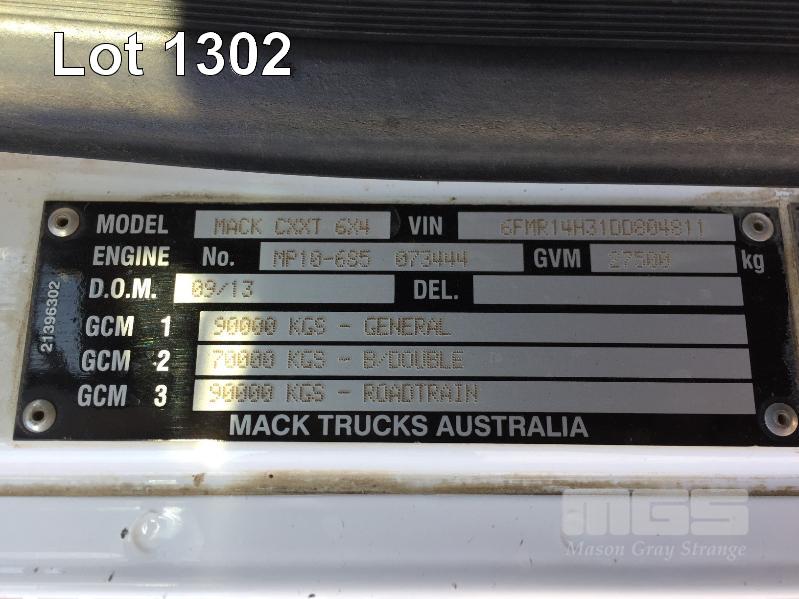 Lot 1302
MODEL MACK CXXT 6X4 VIN 6FMR14H31DD804811
ENGINE No. MP10-685 073444 GVM 27500 kg
D.O.M. 09/13 DEL.
21396302
GCM 1 90000 KGS - GENERAL
GCM 2 70000 KGS - B/DOUBLE
GCM 3 90000 KGS - ROADTRAIN
MACK TRUCKS AUSTRALIA
MGS
Mason Gray Strange